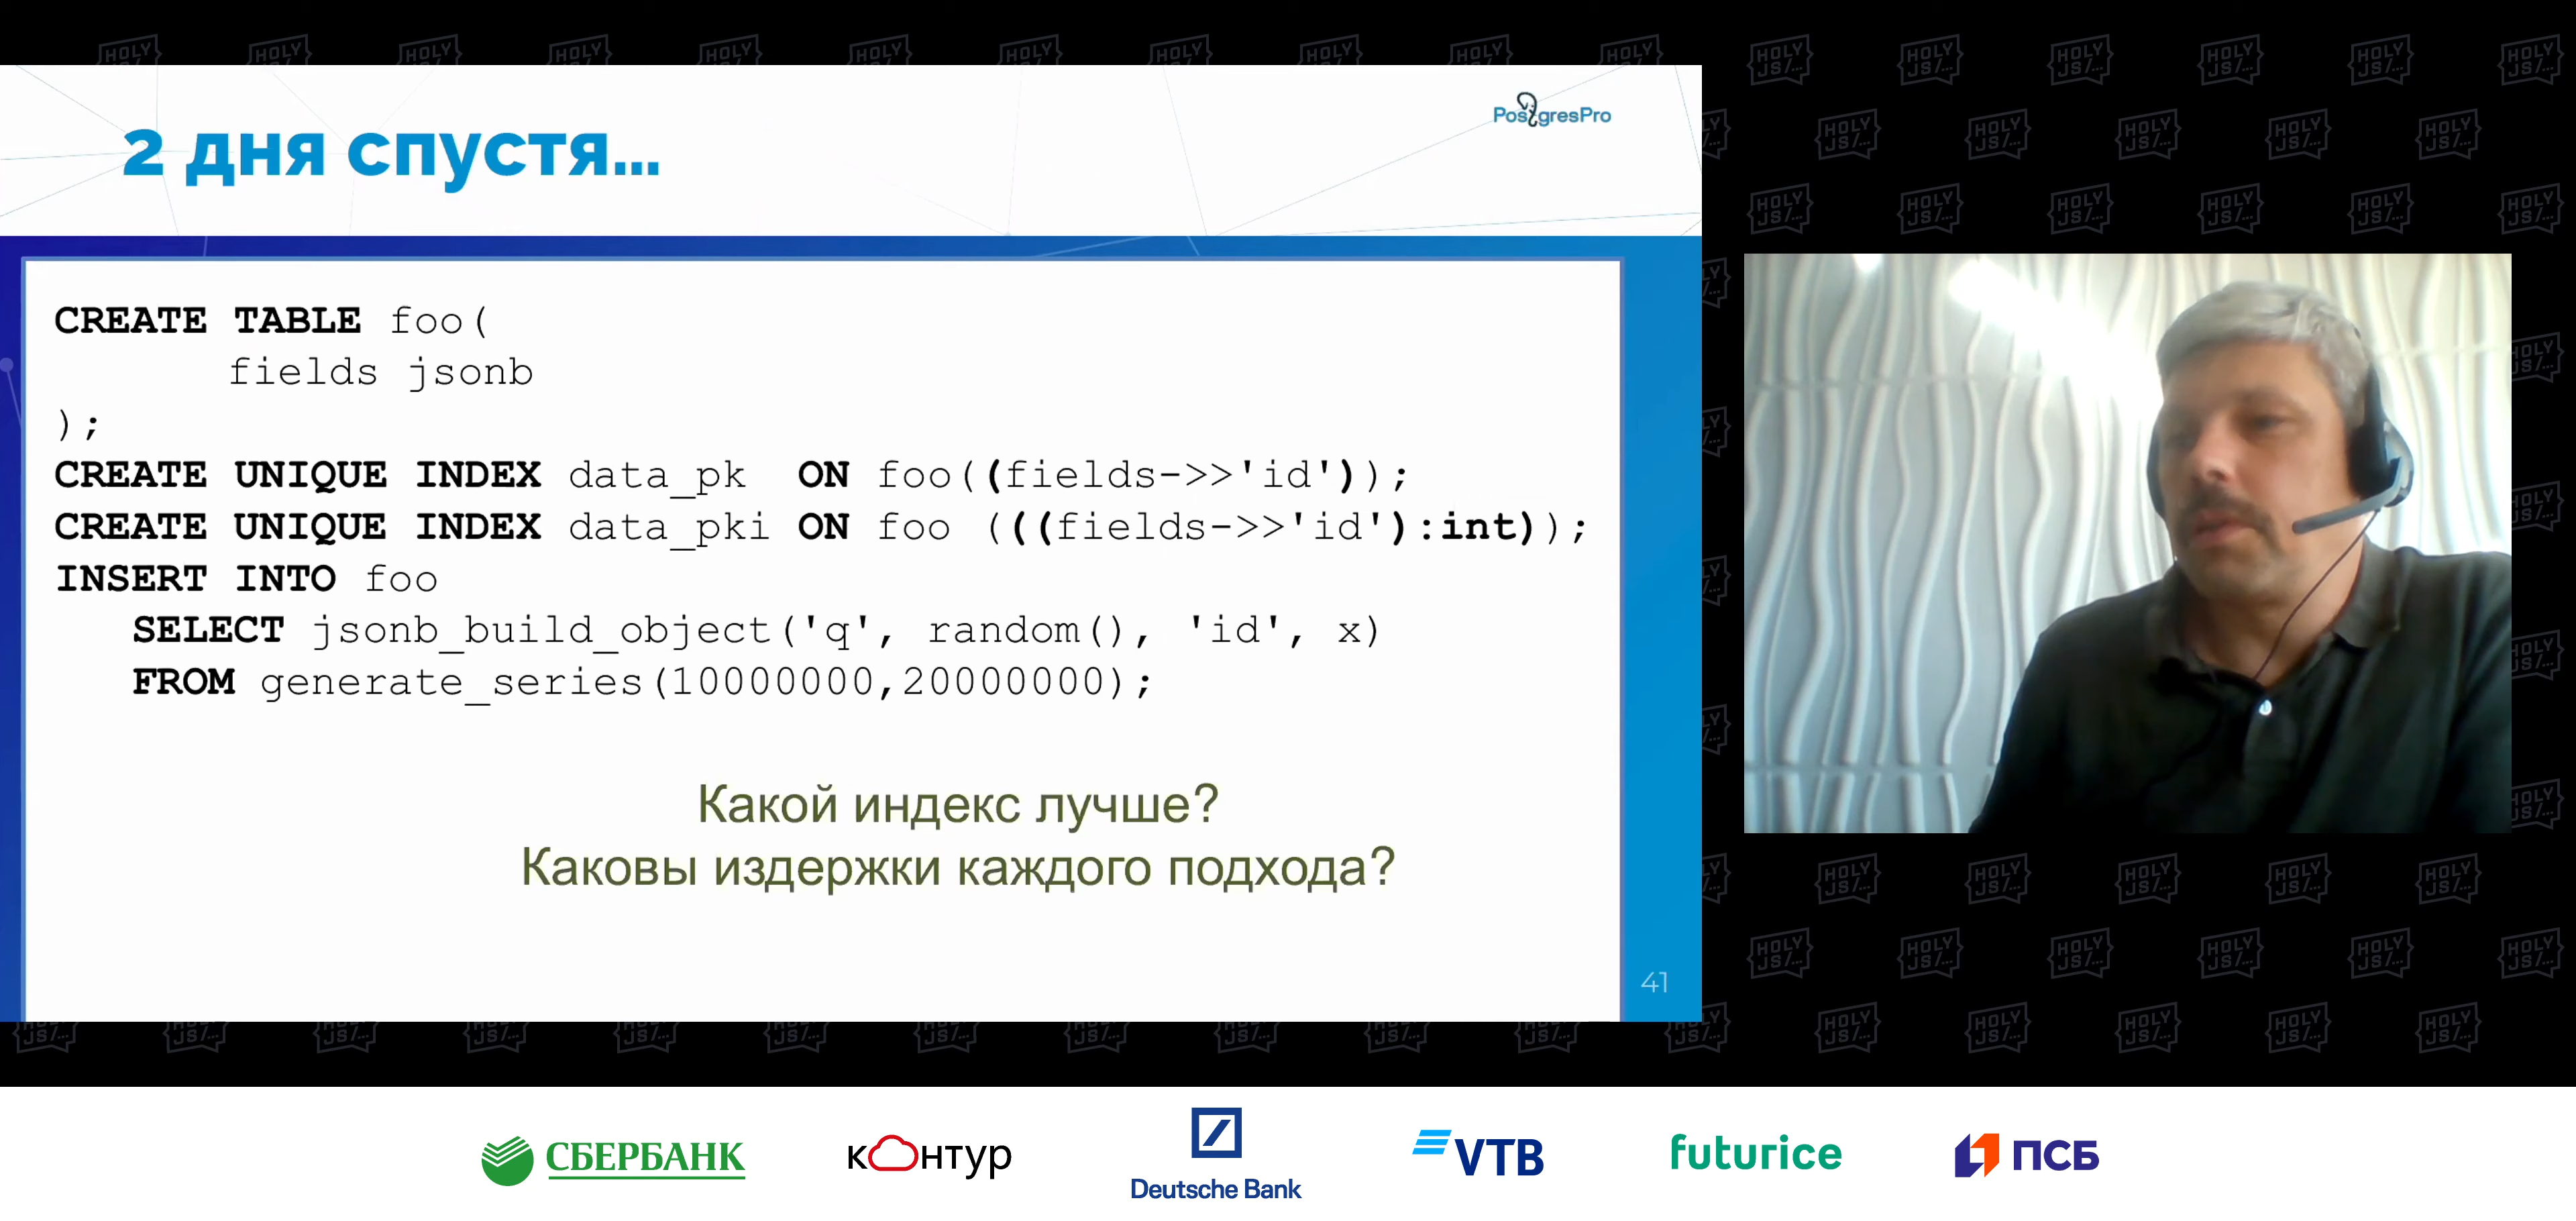 2 дня спустя...
PostgresPro
CREATE TABLE foo(
fields jsonb
);
CREATE UNIQUE INDEX data_pk ON foo((fields->>'id'));
CREATE UNIQUE INDEX data_pki ON foo (((fields->>'id'):int));
INSERT INTO foo
SELECT jsonb_build_object('q', random(), 'id', x)
FROM generate_series(10000000,20000000);
Какой индекс лучше?
Каковы издержки каждого подхода?
41
HOLY
JS/...
СБЕРБАНК
контур
Deutsche Bank
VTB
futurice
ПСБ